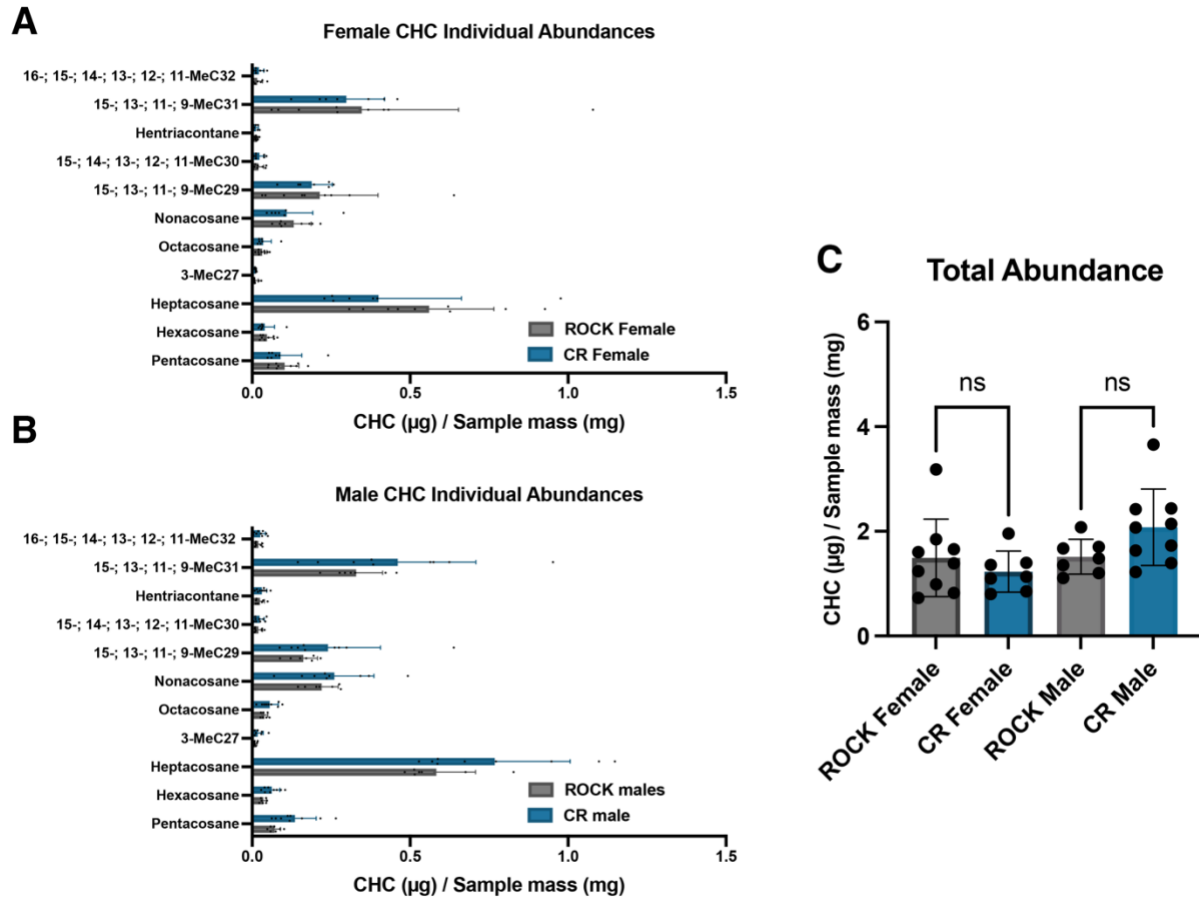 A
Female CHC Individual Abundances
16-; 15-; 14-; 13-; 12-; 11-MeC32
15-; 13-; 11-; 9-MeC31
Hentriacontane
15-; 14-; 13-; 12-; 11-MeC30
15-; 13-; 11-; 9-MeC29
Nonacosane
Octacosane
3-MeC27
Heptacosane
Hexacosane
Pentacosane
ROCK Female
CR Female
0.0 0.5 1.0 1.5
CHC (µg) / Sample mass (mg)
B
Male CHC Individual Abundances
16-; 15-; 14-; 13-; 12-; 11-MeC32
15-; 13-; 11-; 9-MeC31
Hentriacontane
15-; 14-; 13-; 12-; 11-MeC30
15-; 13-; 11-; 9-MeC29
Nonacosane
Octacosane
3-MeC27
Heptacosane
Hexacosane
Pentacosane
ROCK males
CR male
0.0 0.5 1.0 1.5
CHC (µg) / Sample mass (mg)
C
Total Abundance
CHC (µg) / Sample mass (mg)
6
4
2
0
ns ns
ROCK Female
CR Female
ROCK Male
CR Male